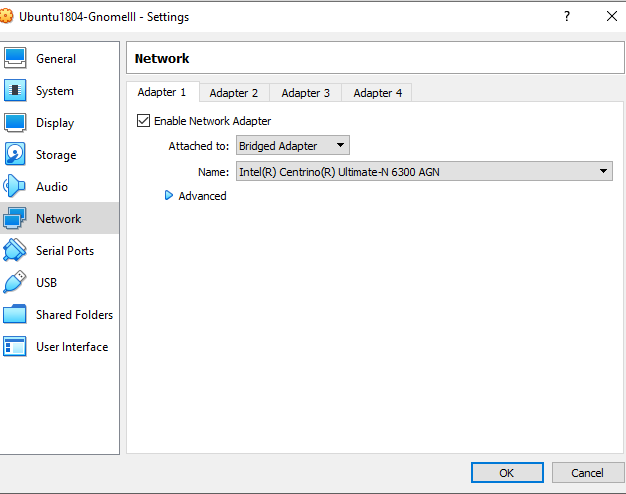 Ubuntu1804-GnomeIII - Settings
?
General
System
Display
Storage
Audio
Network
Serial Ports
USB
Shared Folders
User Interface
Network
Adapter 1 Adapter 2 Adapter 3 Adapter 4
Enable Network Adapter
Attached to: Bridged Adapter
Name: Intel(R) Centrino(R) Ultimate-N 6300 AGN
Advanced
OK Cancel